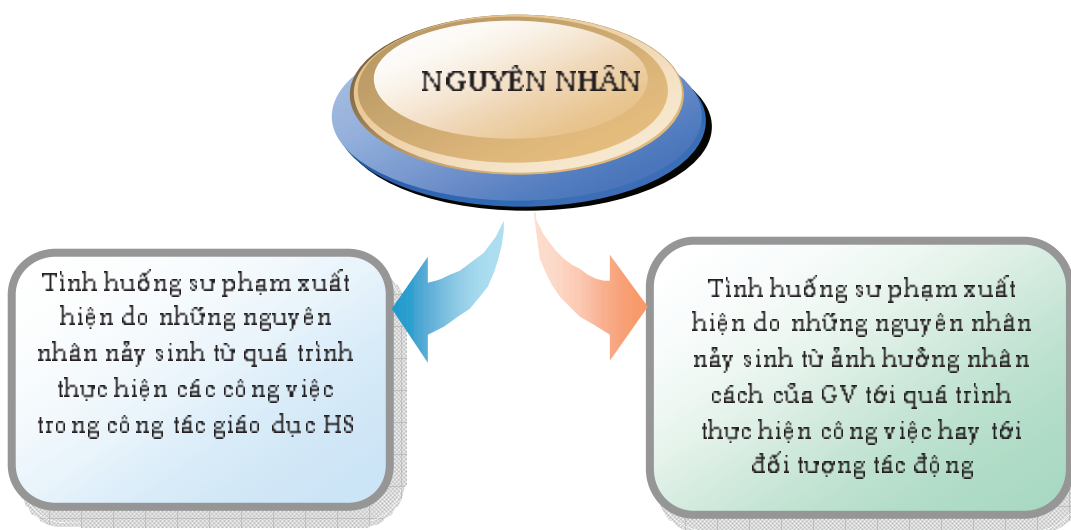 NGUYÊN NHÂN
Tình huống sư phạm xuất
hiện do những nguyên
nhân nảy sinh từ quá trình
thực hiện các công việc
trong công tác giáo dục HS
Tình huống sư phạm xuất
hiện do những nguyên nhân
nảy sinh từ ảnh hưởng nhân
cách của GV tới quá trình
thực hiện công việc hay tới
đối tượng tác động